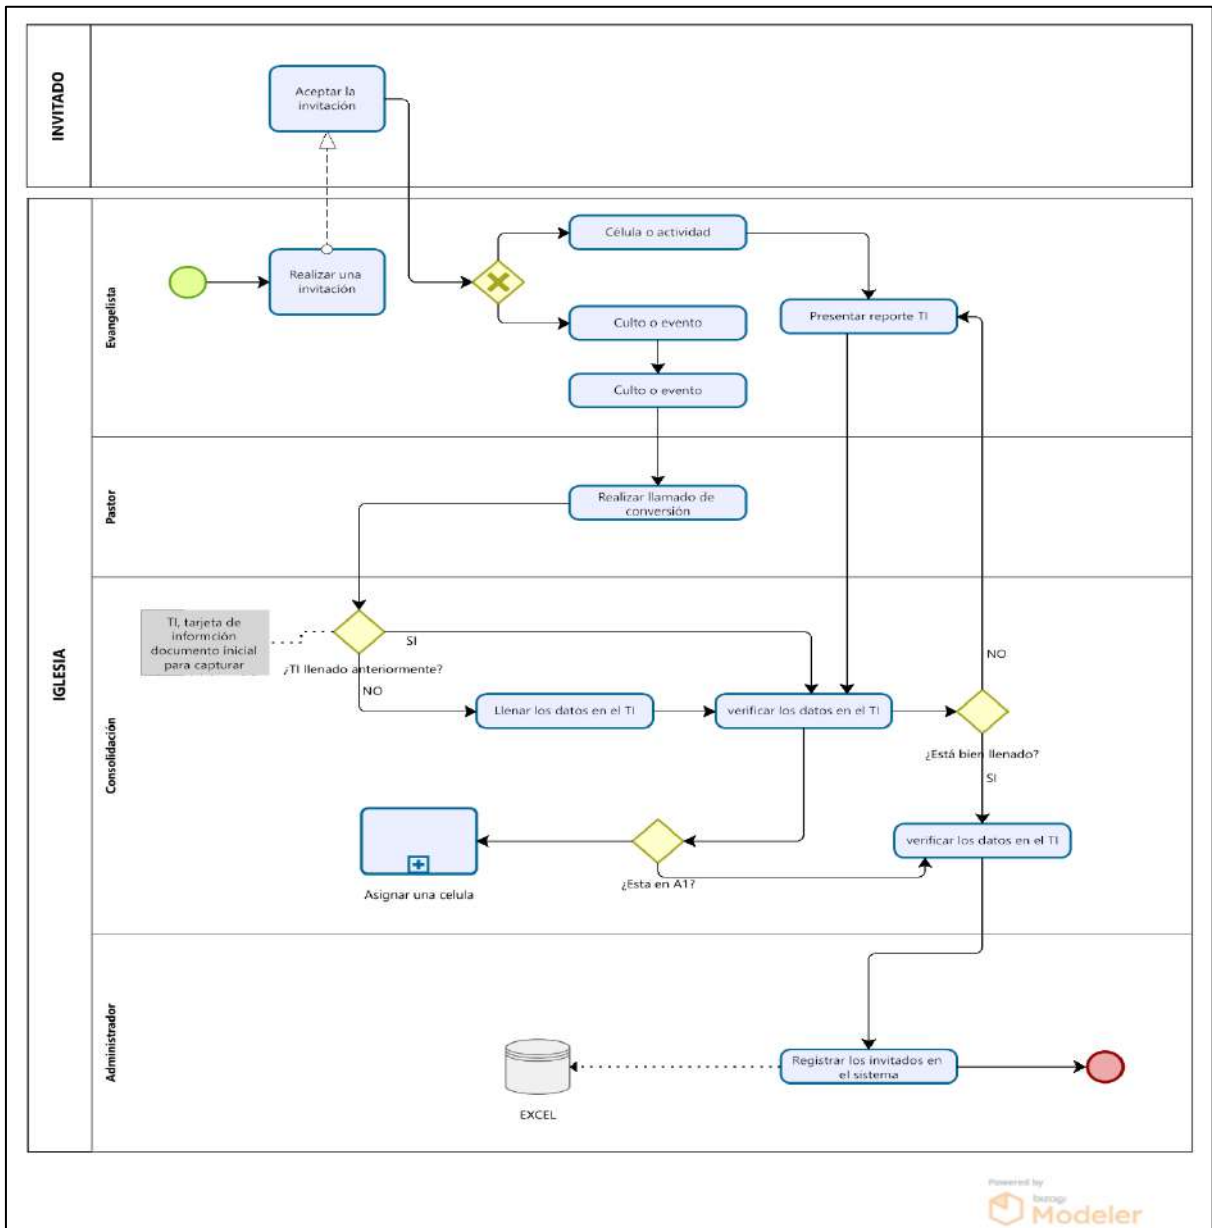 INVITADO
Aceptar la
invitación
IGLESIA
Evangelista
Realizar una
invitación
Célula o actividad
Culto o evento
Presentar reporte TI
Culto o evento
Pastor
Realizar llamado de
conversión
Consolidación
TI, tarjeta de
informción
documento inicial
para capturar
¿TI llenado anteriormente?
SI
NO
Llenar los datos en el TI
verificar los datos en el TI
NO
¿Está bien llenado?
SI
verificar los datos en el TI
¿Esta en A1?
Asignar una celula
Administrador
Registrar los invitados en
el sistema
EXCEL
Powered by
bizagi
Modeler